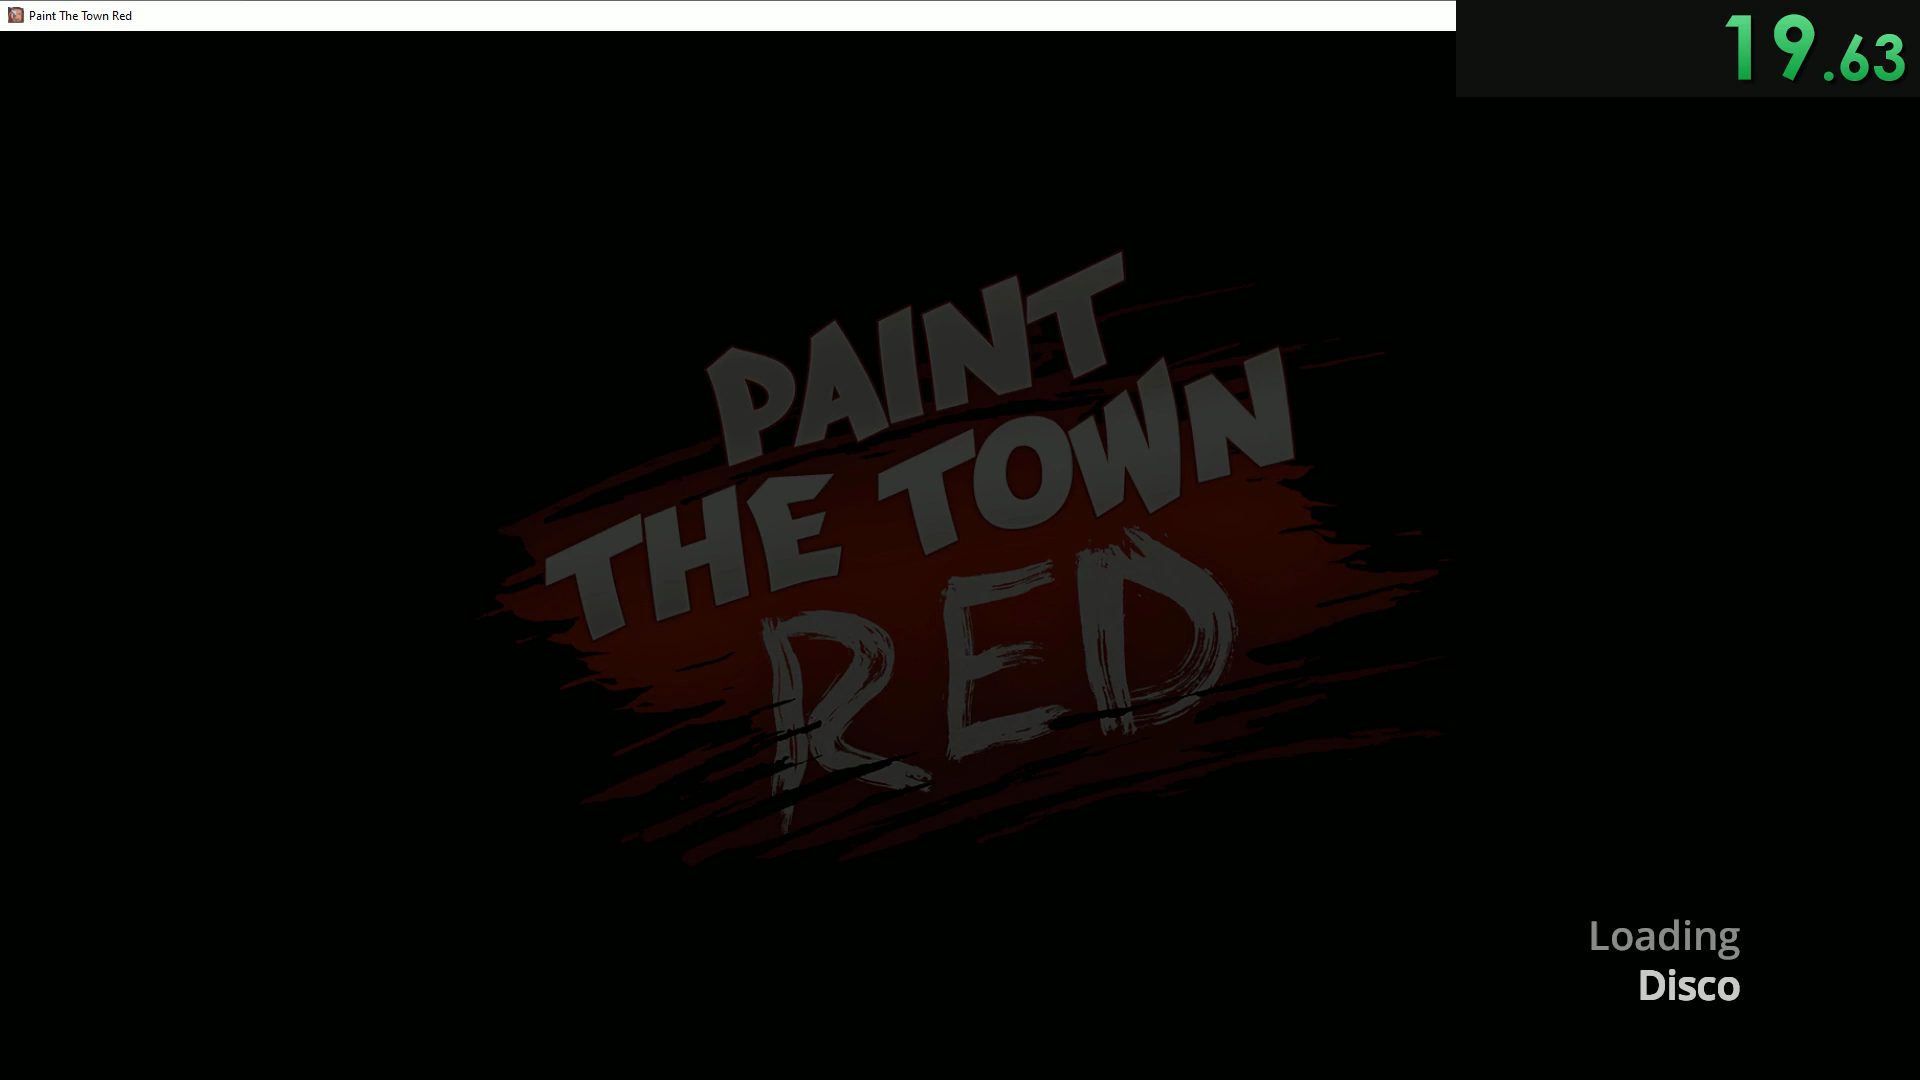 Paint The Town Red
19.63
PAINT
THE TOWN
RED
Loading
Disco